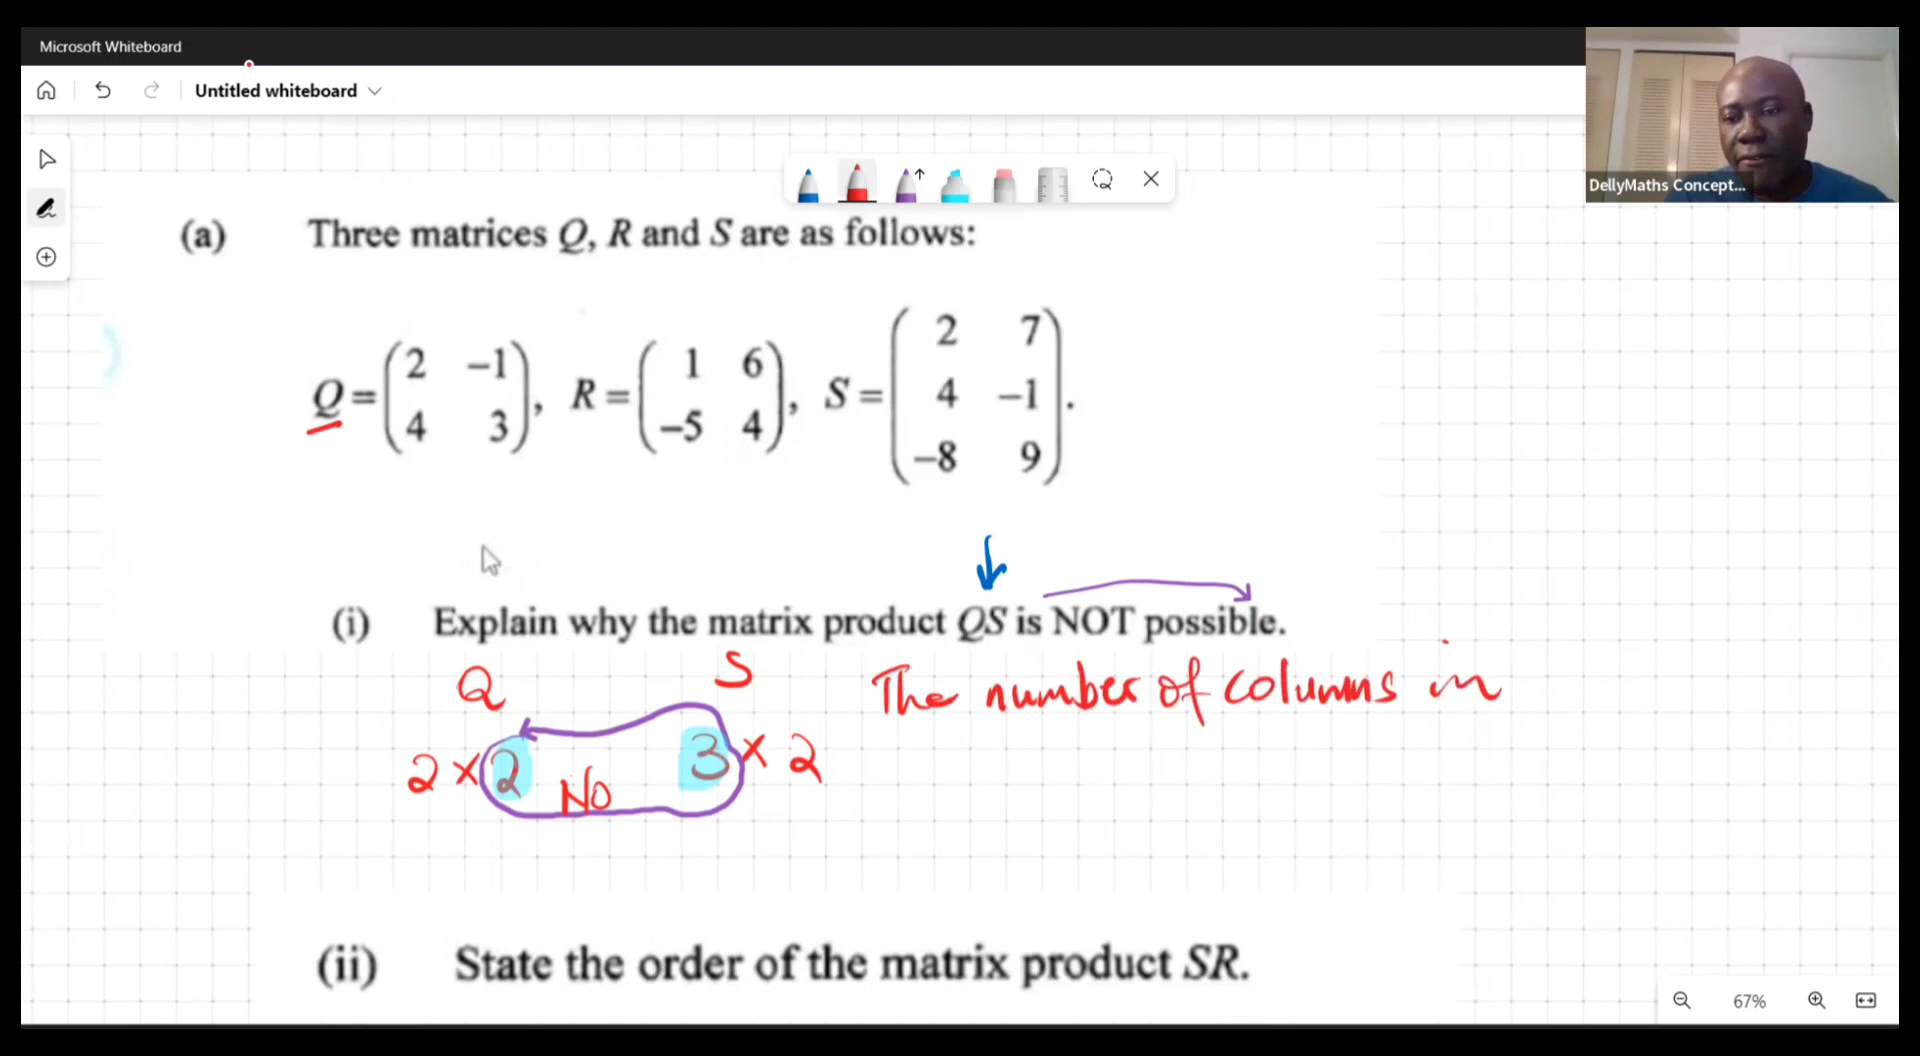 Microsoft Whiteboard
Untitled whiteboard
DellyMaths Concept...
(a) Three matrices Q, R and S are as follows:
Q = (2 -1; 4 3), R = (1 6; -5 4), S = (2 7; 4 -1; -8 9).
(i) Explain why the matrix product QS is NOT possible.
Q S The number of columns in
2 × 2 No 3 × 2
(ii) State the order of the matrix product SR.
67%